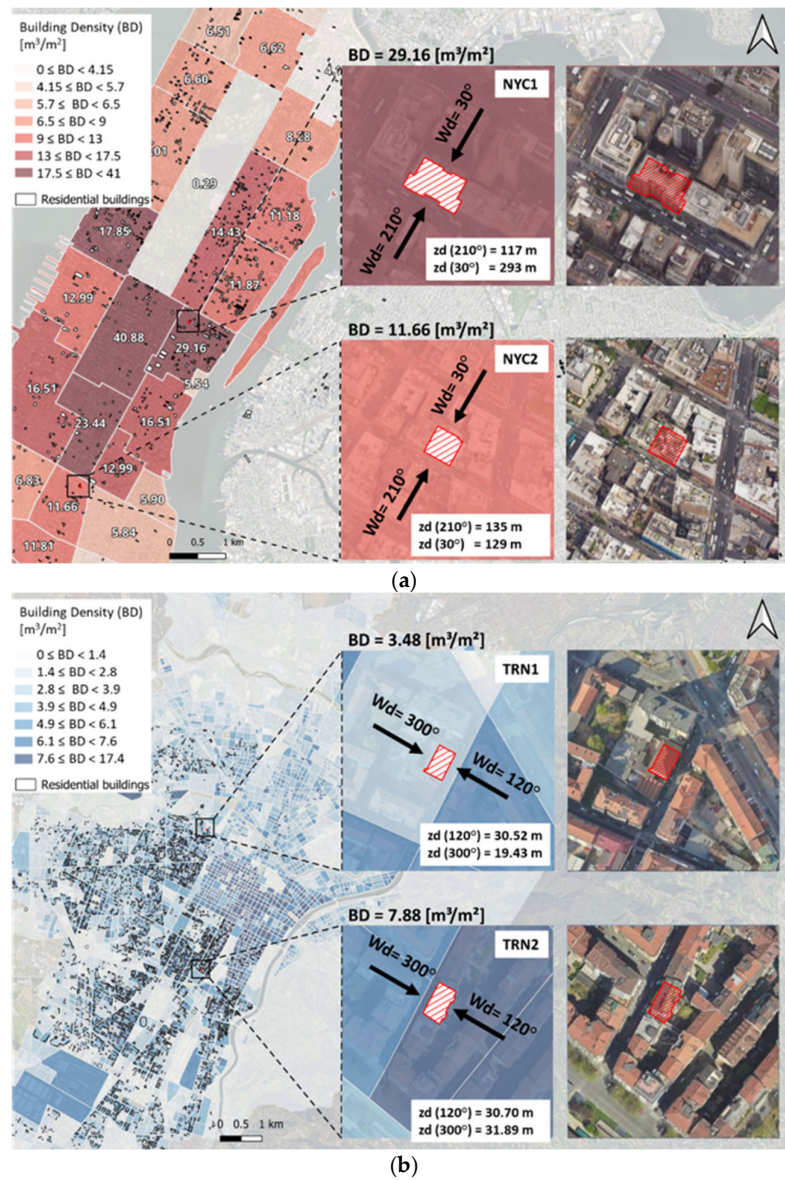 Building Density (BD)
[m³/m²]
0 ≤ BD < 4.15
4.15 ≤ BD < 5.7
5.7 ≤ BD < 6.5
6.5 ≤ BD < 9
9 ≤ BD < 13
13 ≤ BD < 17.5
17.5 ≤ BD < 41
Residential buildings
6.51
6.62
6.60
8.28
0.29
17.85
14.43
11.18
12.99
11.87
40.88
29.16
5.54
16.51
23.44
16.51
12.99
6.83
11.66
5.90
5.84
11.81
0 0.5 1 km
BD = 29.16 [m³/m²]
NYC1
Wd= 30°
Wd= 210°
zd (210°) = 117 m
zd (30°) = 293 m
BD = 11.66 [m³/m²]
NYC2
Wd= 30°
Wd= 210°
zd (210°) = 135 m
zd (30°) = 129 m
(a)
Building Density (BD)
[m³/m²]
0 ≤ BD < 1.4
1.4 ≤ BD < 2.8
2.8 ≤ BD < 3.9
3.9 ≤ BD < 4.9
4.9 ≤ BD < 6.1
6.1 ≤ BD < 7.6
7.6 ≤ BD < 17.4
Residential buildings
0 0.5 1 km
BD = 3.48 [m³/m²]
TRN1
Wd= 300°
Wd= 120°
zd (120°) = 30.52 m
zd (300°) = 19.43 m
BD = 7.88 [m³/m²]
TRN2
Wd= 300°
Wd= 120°
zd (120°) = 30.70 m
zd (300°) = 31.89 m
(b)